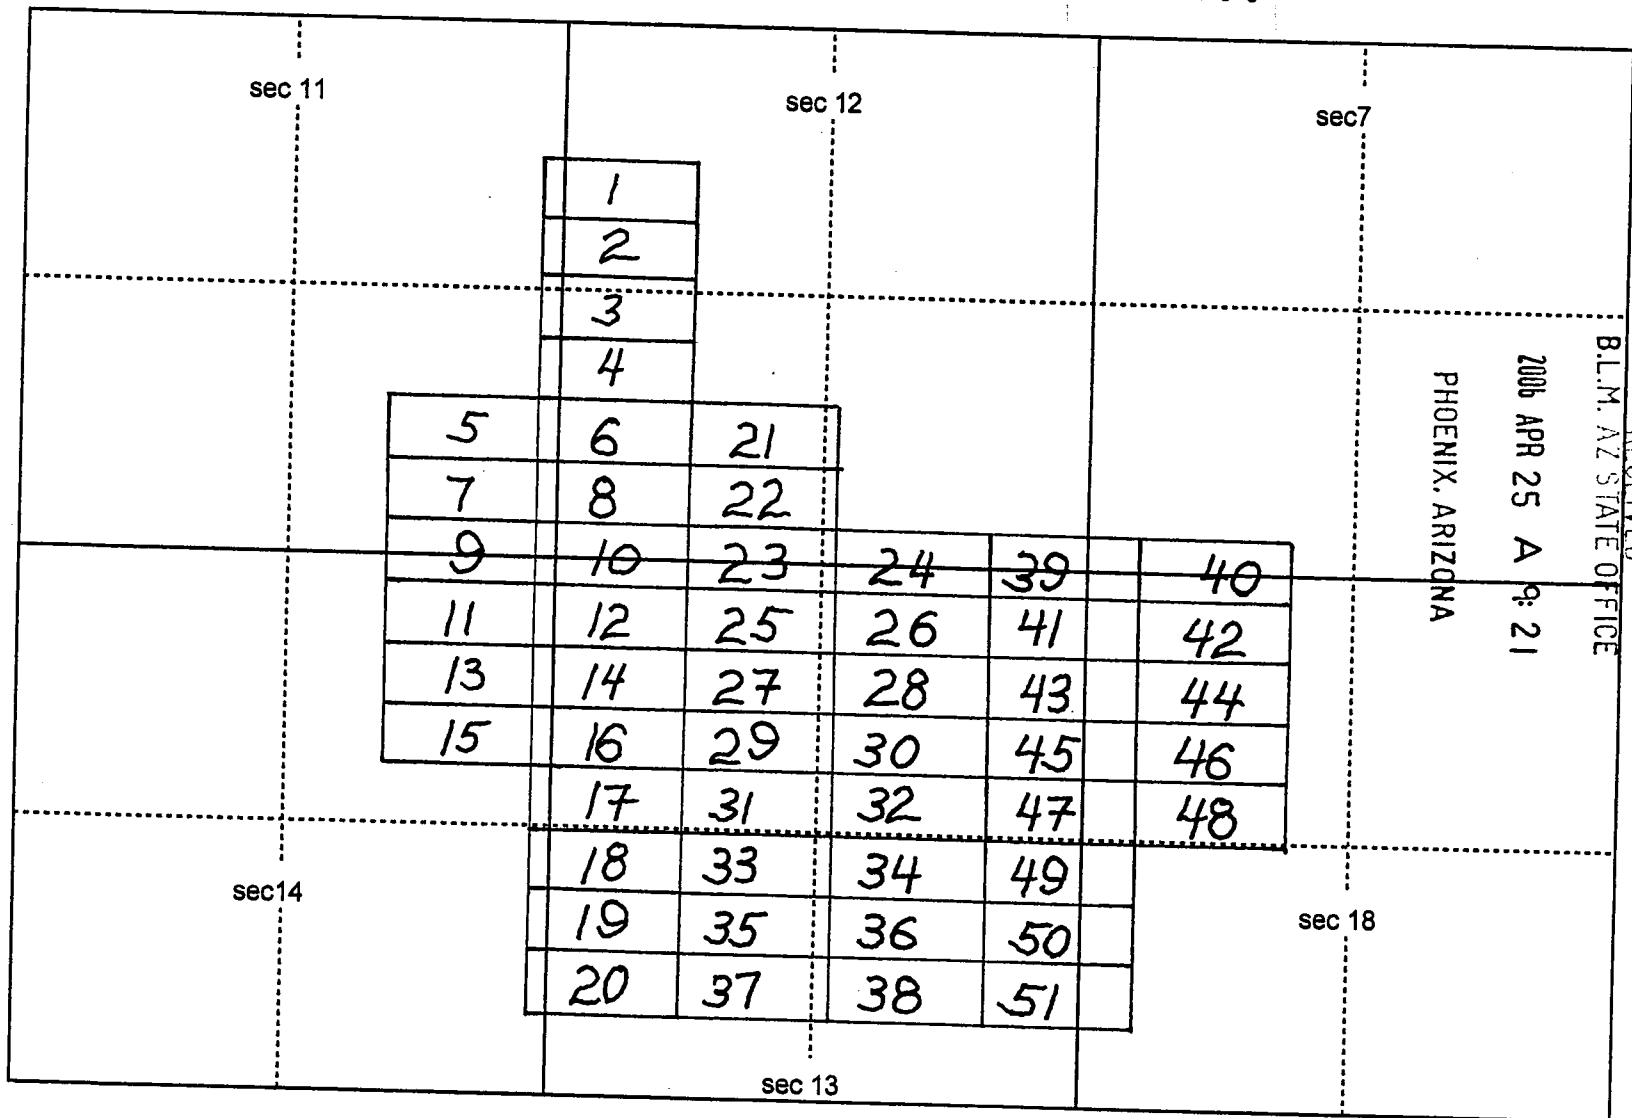 sec 11 sec 12 sec7
1
2
3
4
5 6 21
7 8 22
9 10 23 24 39 40
11 12 25 26 41 42
13 14 27 28 43 44
15 16 29 30 45 46
17 31 32 47 48
18 33 34 49
19 35 36 50
20 37 38 51
sec14 sec 18
sec 13
B.L.M. AZ STATE OFFICE
2006 APR 25 A 9: 21
PHOENIX, ARIZONA